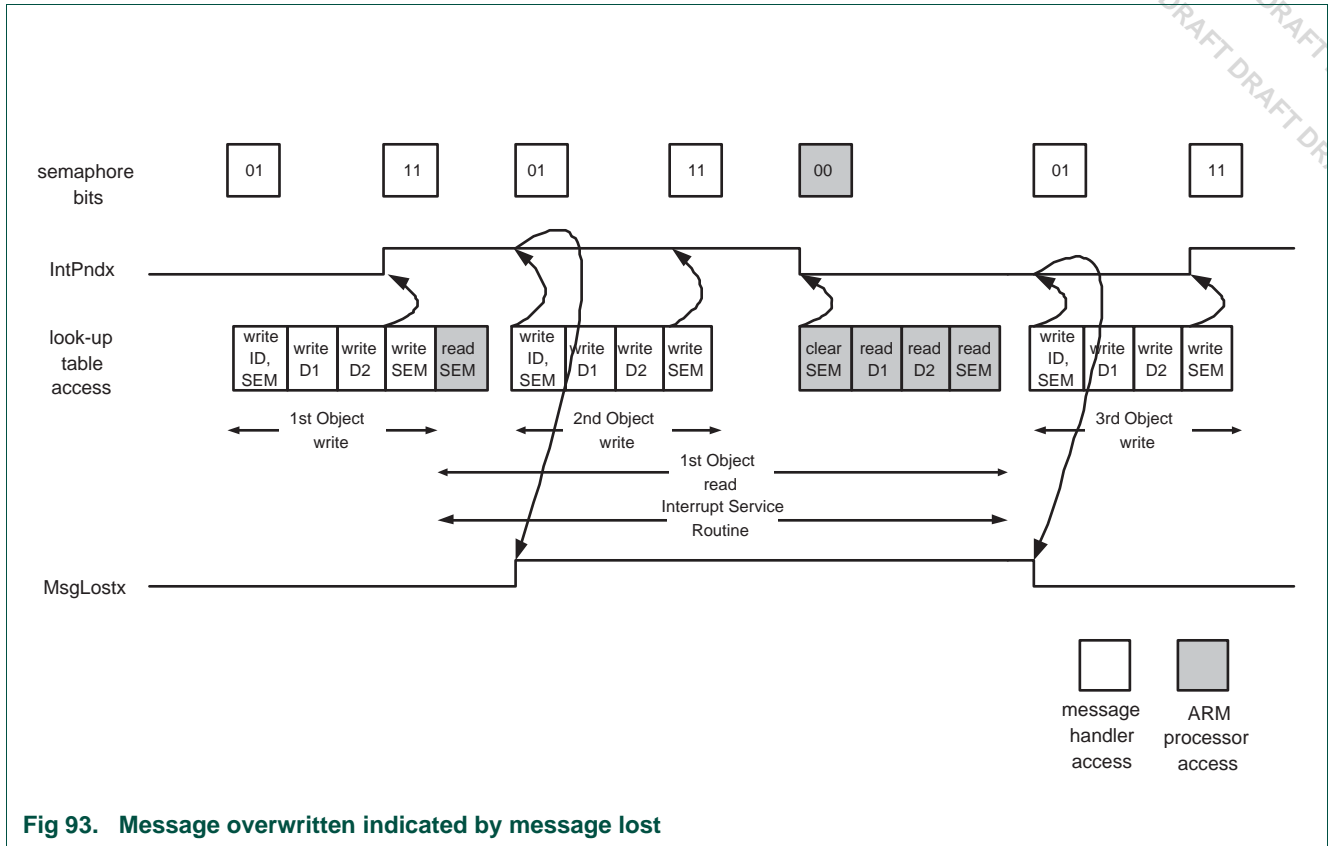 DRAFT DRAFT
DRAFT DRAFT DRA
semaphore
bits
01
11
01
11
00
01
11
IntPndx
look-up
table
access
write
ID,
SEM
write
D1
write
D2
write
SEM
read
SEM
write
ID,
SEM
write
D1
write
D2
write
SEM
clear
SEM
read
D1
read
D2
read
SEM
write
ID,
SEM
write
D1
write
D2
write
SEM
1st Object
write
2nd Object
write
3rd Object
write
1st Object
read
Interrupt Service
Routine
MsgLostx
message
handler
access
ARM
processor
access
Fig 93. Message overwritten indicated by message lost